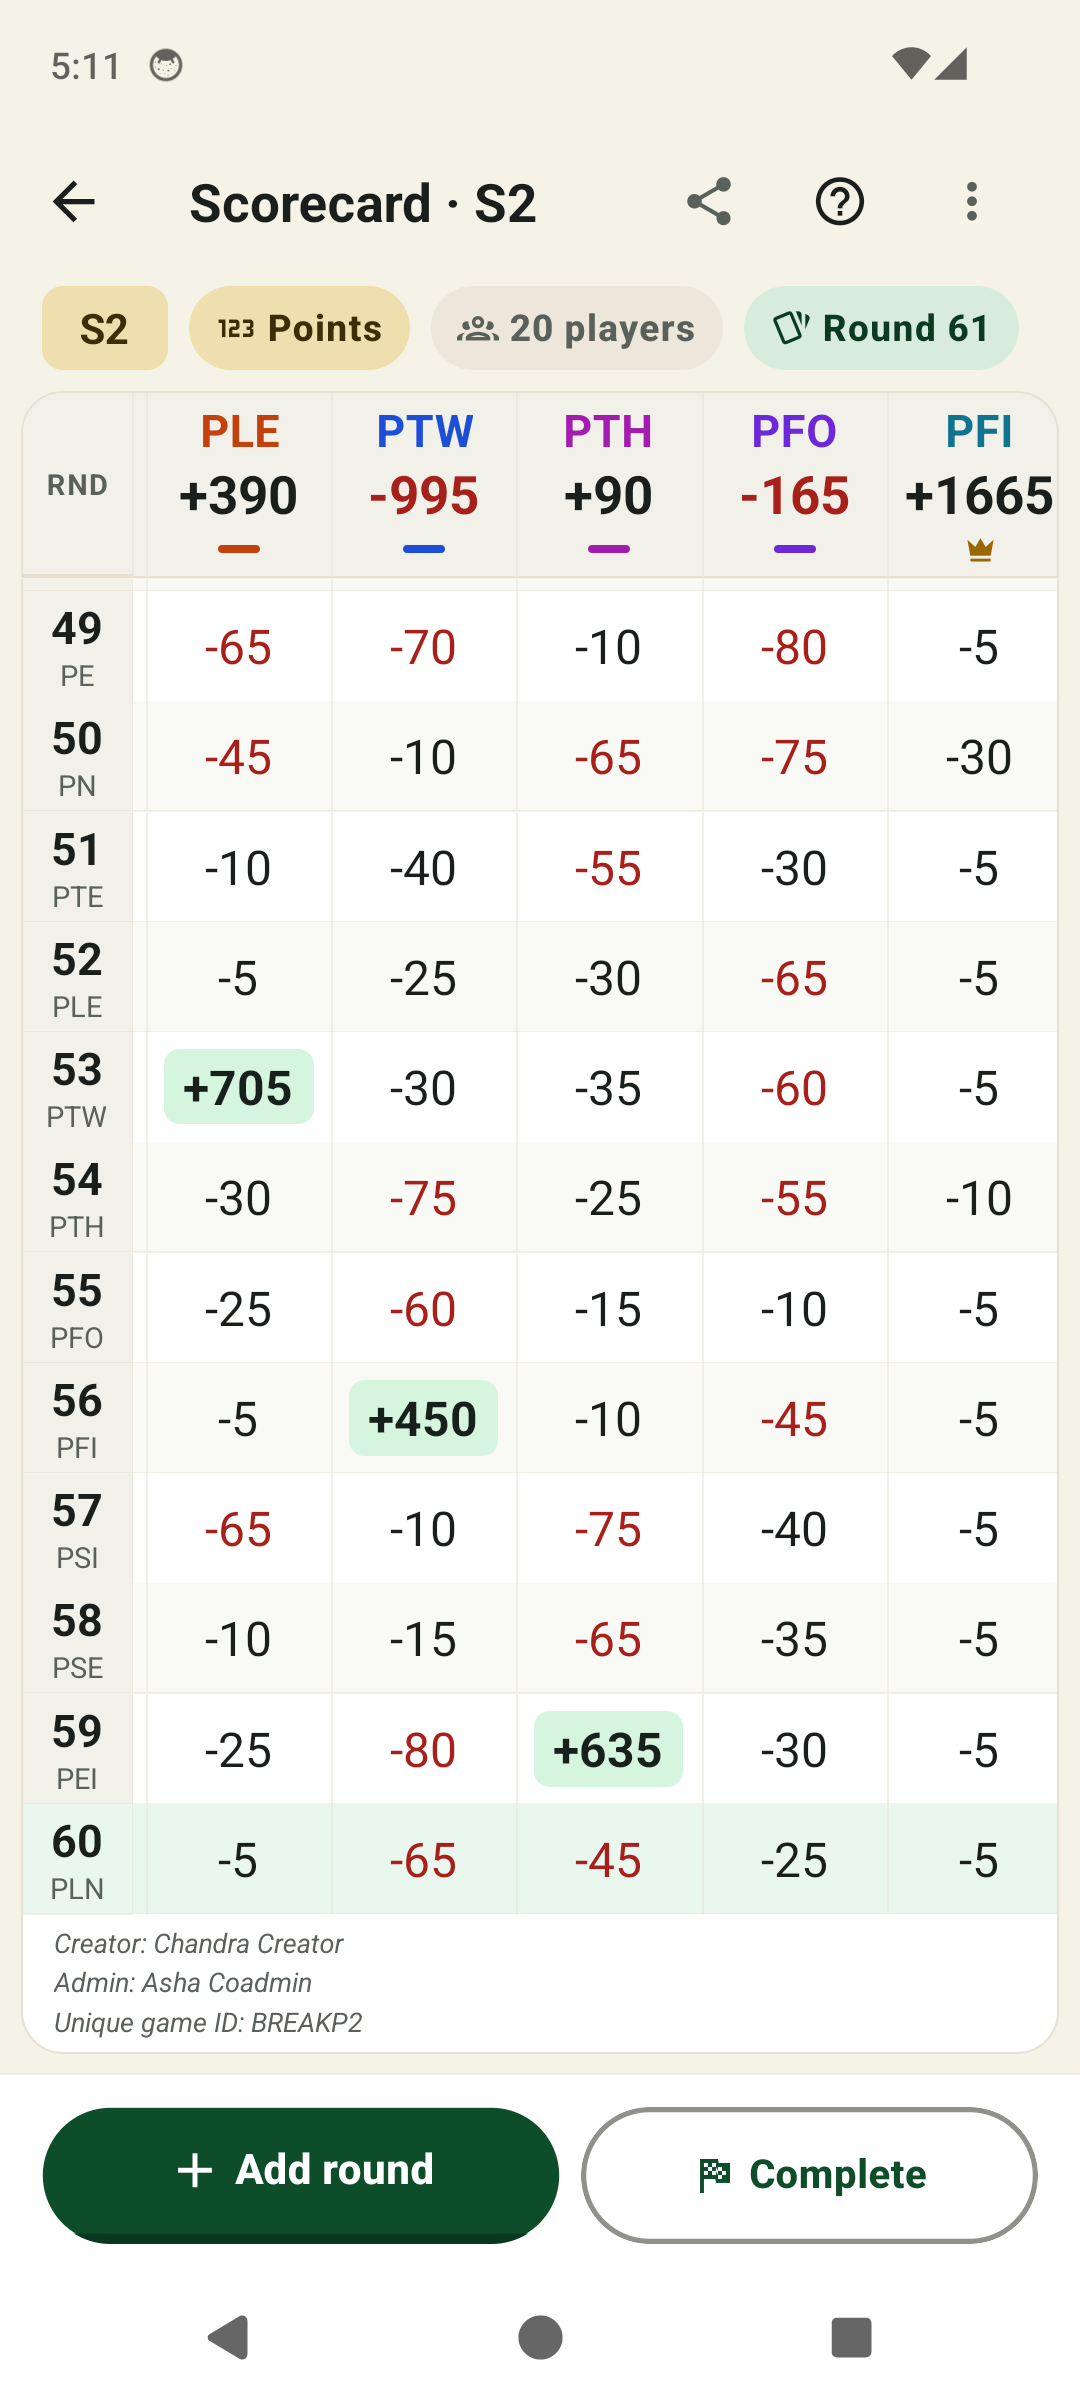 5:11
Scorecard · S2
S2 123 Points 20 players Round 61
RND PLE PTW PTH PFO PFI
+390 -995 +90 -165 +1665
49 -65 -70 -10 -80 -5
PE
50 -45 -10 -65 -75 -30
PN
51 -10 -40 -55 -30 -5
PTE
52 -5 -25 -30 -65 -5
PLE
53 +705 -30 -35 -60 -5
PTW
54 -30 -75 -25 -55 -10
PTH
55 -25 -60 -15 -10 -5
PFO
56 -5 +450 -10 -45 -5
PFI
57 -65 -10 -75 -40 -5
PSI
58 -10 -15 -65 -35 -5
PSE
59 -25 -80 +635 -30 -5
PEI
60 -5 -65 -45 -25 -5
PLN
Creator: Chandra Creator
Admin: Asha Coadmin
Unique game ID: BREAKP2
+ Add round Complete